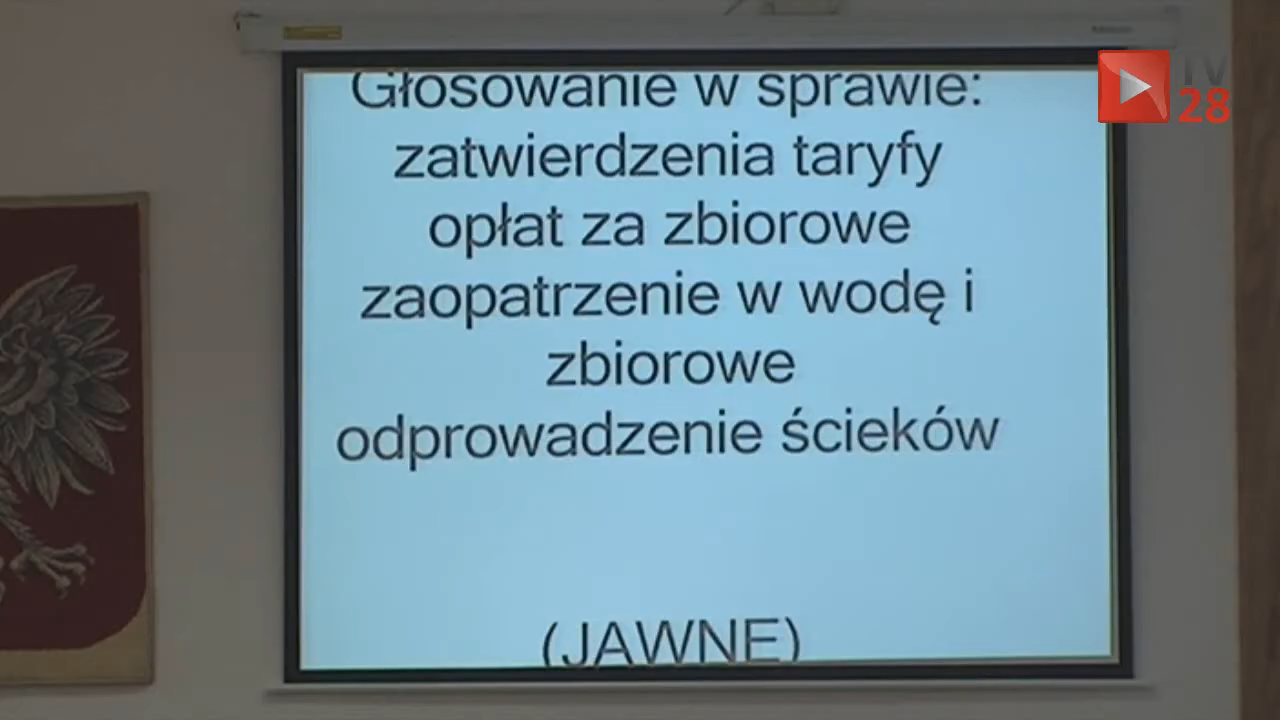 Głosowanie w sprawie:
zatwierdzenia taryfy
opłat za zbiorowe
zaopatrzenie w wodę i
zbiorowe
odprowadzenie ścieków
(JAWNE)
TV
28